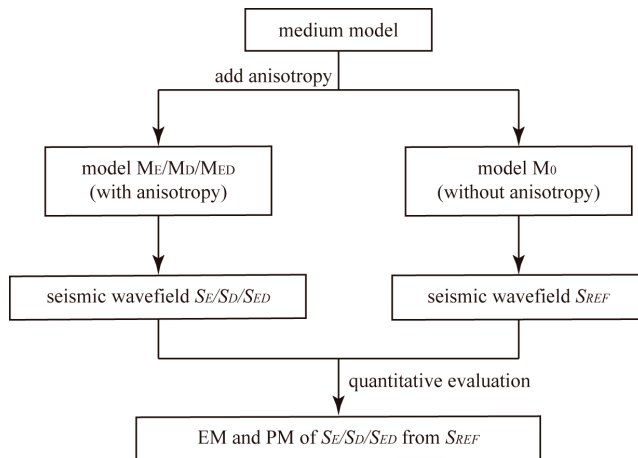 medium model
add anisotropy
model ME/MD/MED
(with anisotropy)
model M0
(without anisotropy)
seismic wavefield SE/SD/SED
seismic wavefield SREF
quantitative evaluation
EM and PM of SE/SD/SED from SREF